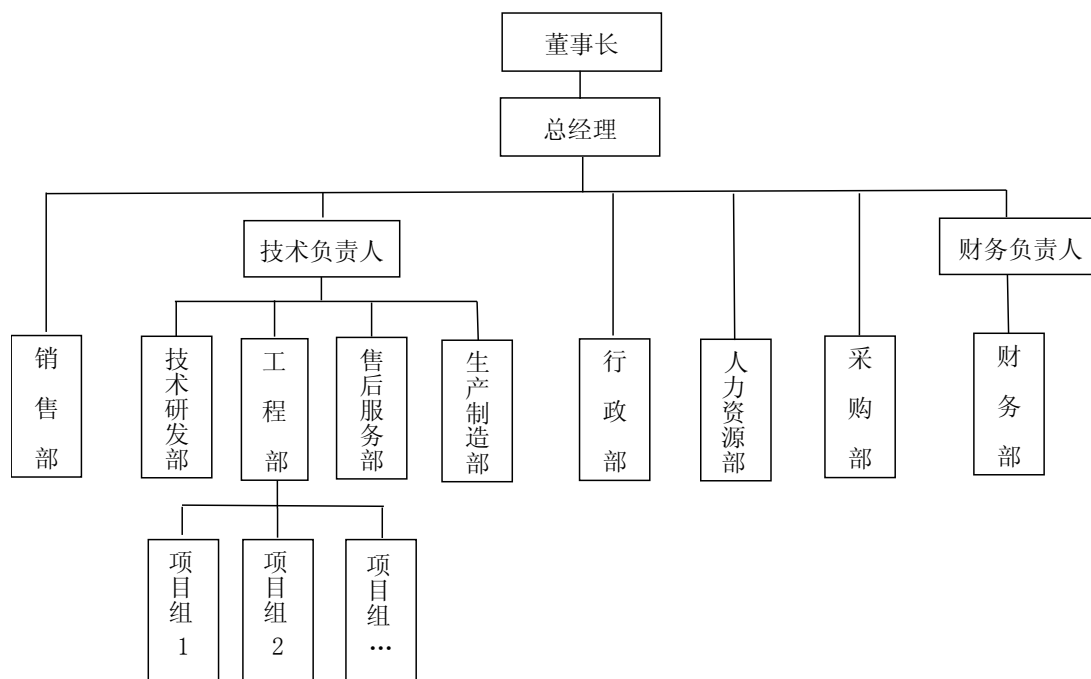 董事长
总经理
技术负责人
财务负责人
销售部
技术研发部
工程部
售后服务部
生产制造部
行政部
人力资源部
采购部
财务部
项目组1
项目组2
项目组…